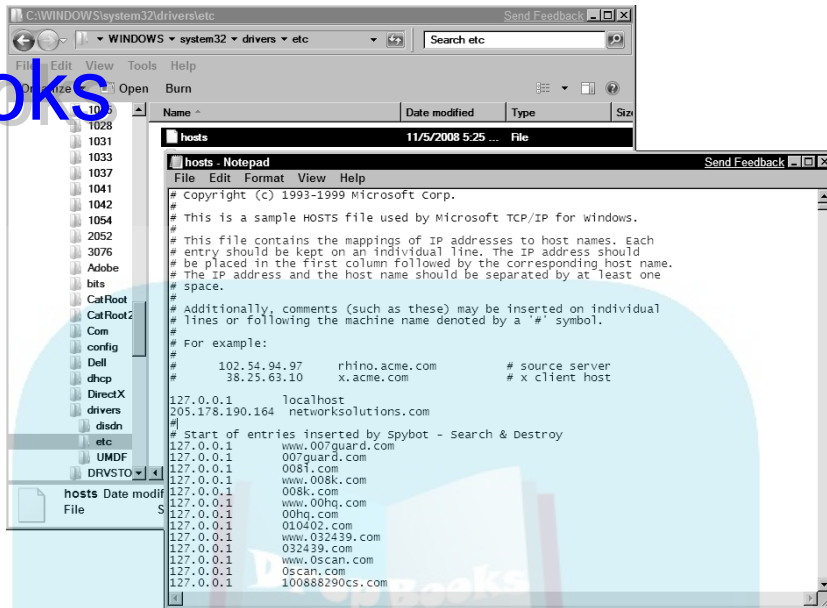 C:\WINDOWS\system32\drivers\etc Send Feedback
WINDOWS system32 drivers etc Search etc
File Edit View Tools Help
Organize Open Burn
oks
Name Date modified Type Size
hosts 11/5/2008 5:25 ... File
1028
1031
1033
1037
1041
1042
1054
2052
3076
Adobe
bits
CatRoot
CatRoot2
Com
config
Dell
dhcp
DirectX
drivers
disdn
etc
UMDF
DRVSTO
hosts Date modif
File S
hosts - Notepad Send Feedback
File Edit Format View Help
# Copyright (c) 1993-1999 Microsoft Corp.
#
# This is a sample HOSTS file used by Microsoft TCP/IP for Windows.
#
# This file contains the mappings of IP addresses to host names. Each
# entry should be kept on an individual line. The IP address should
# be placed in the first column followed by the corresponding host name.
# The IP address and the host name should be separated by at least one
# space.
#
# Additionally, comments (such as these) may be inserted on individual
# lines or following the machine name denoted by a '#' symbol.
#
# For example:
#
# 102.54.94.97 rhino.acme.com # source server
# 38.25.63.10 x.acme.com # x client host
127.0.0.1 localhost
205.178.190.164 networksolutions.com
#
# Start of entries inserted by Spybot - Search & Destroy
127.0.0.1 www.007guard.com
127.0.0.1 007guard.com
127.0.0.1 008i.com
127.0.0.1 www.008k.com
127.0.0.1 008k.com
127.0.0.1 www.00hq.com
127.0.0.1 00hq.com
127.0.0.1 010402.com
127.0.0.1 www.032439.com
127.0.0.1 032439.com
127.0.0.1 www.0scan.com
127.0.0.1 0scan.com
127.0.0.1 100888290cs.com
DropBooks